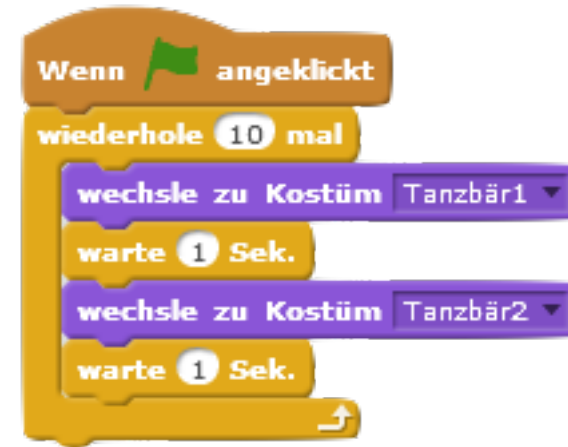 Wenn angeklickt
wiederhole 10 mal
wechsle zu Kostüm Tanzbär1
warte 1 Sek.
wechsle zu Kostüm Tanzbär2
warte 1 Sek.